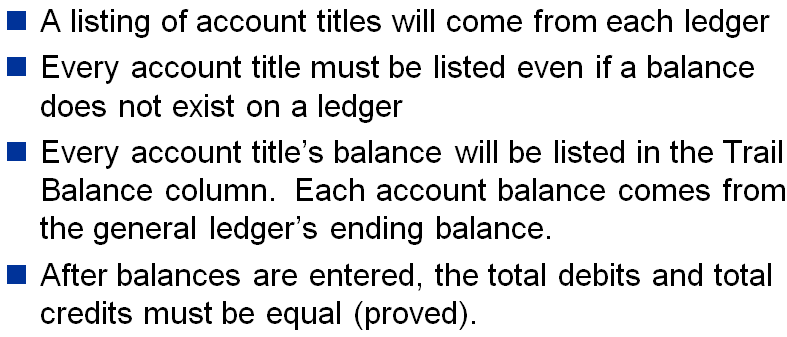 A listing of account titles will come from each ledger
Every account title must be listed even if a balance
does not exist on a ledger
Every account title’s balance will be listed in the Trail
Balance column.  Each account balance comes from
the general ledger’s ending balance.
After balances are entered, the total debits and total
credits must be equal (proved).